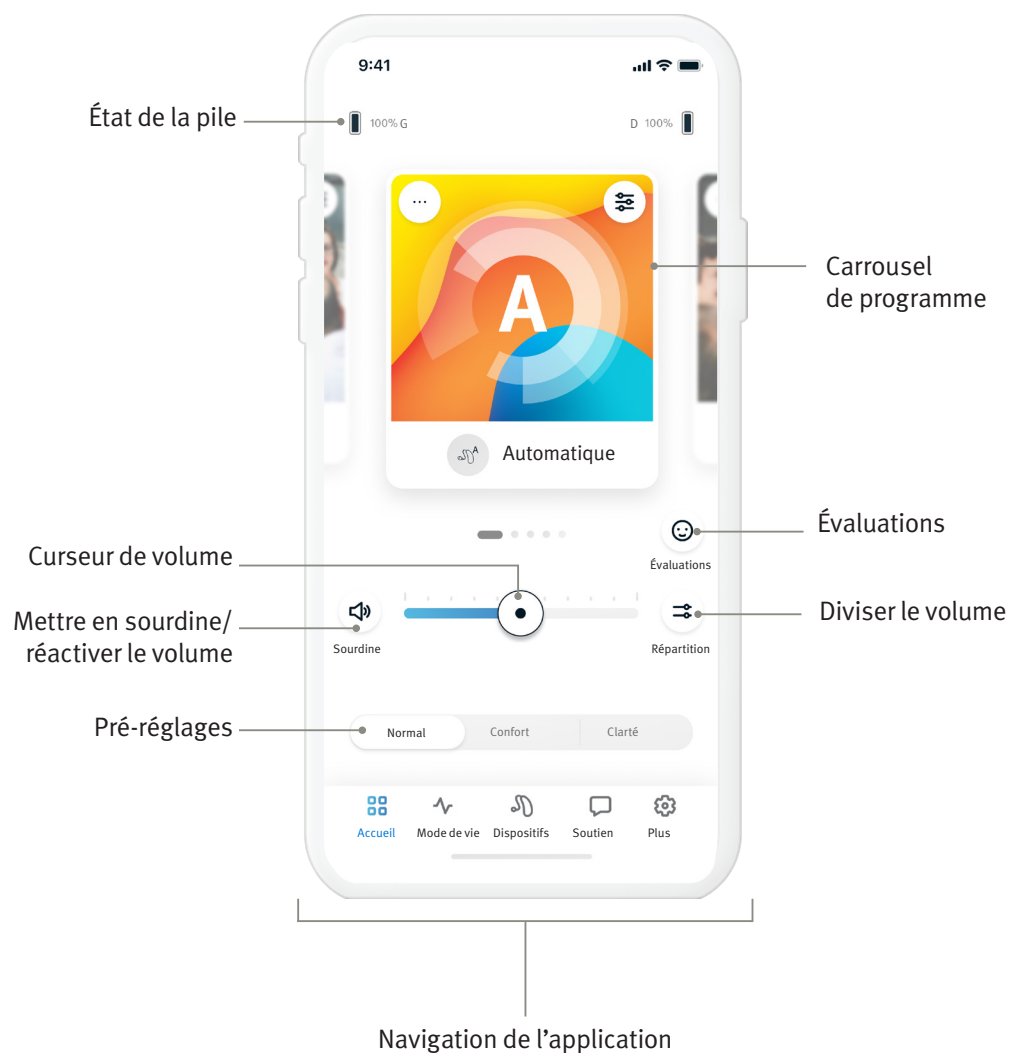 9:41
État de la pile
100% G
D 100%
...
A
Carrousel
de programme
A
Automatique
Évaluations
Évaluations
Curseur de volume
Mettre en sourdine/
réactiver le volume
Sourdine
Répartition
Diviser le volume
Pré-réglages
Normal
Confort
Clarté
Accueil
Mode de vie
Dispositifs
Soutien
Plus
Navigation de l’application